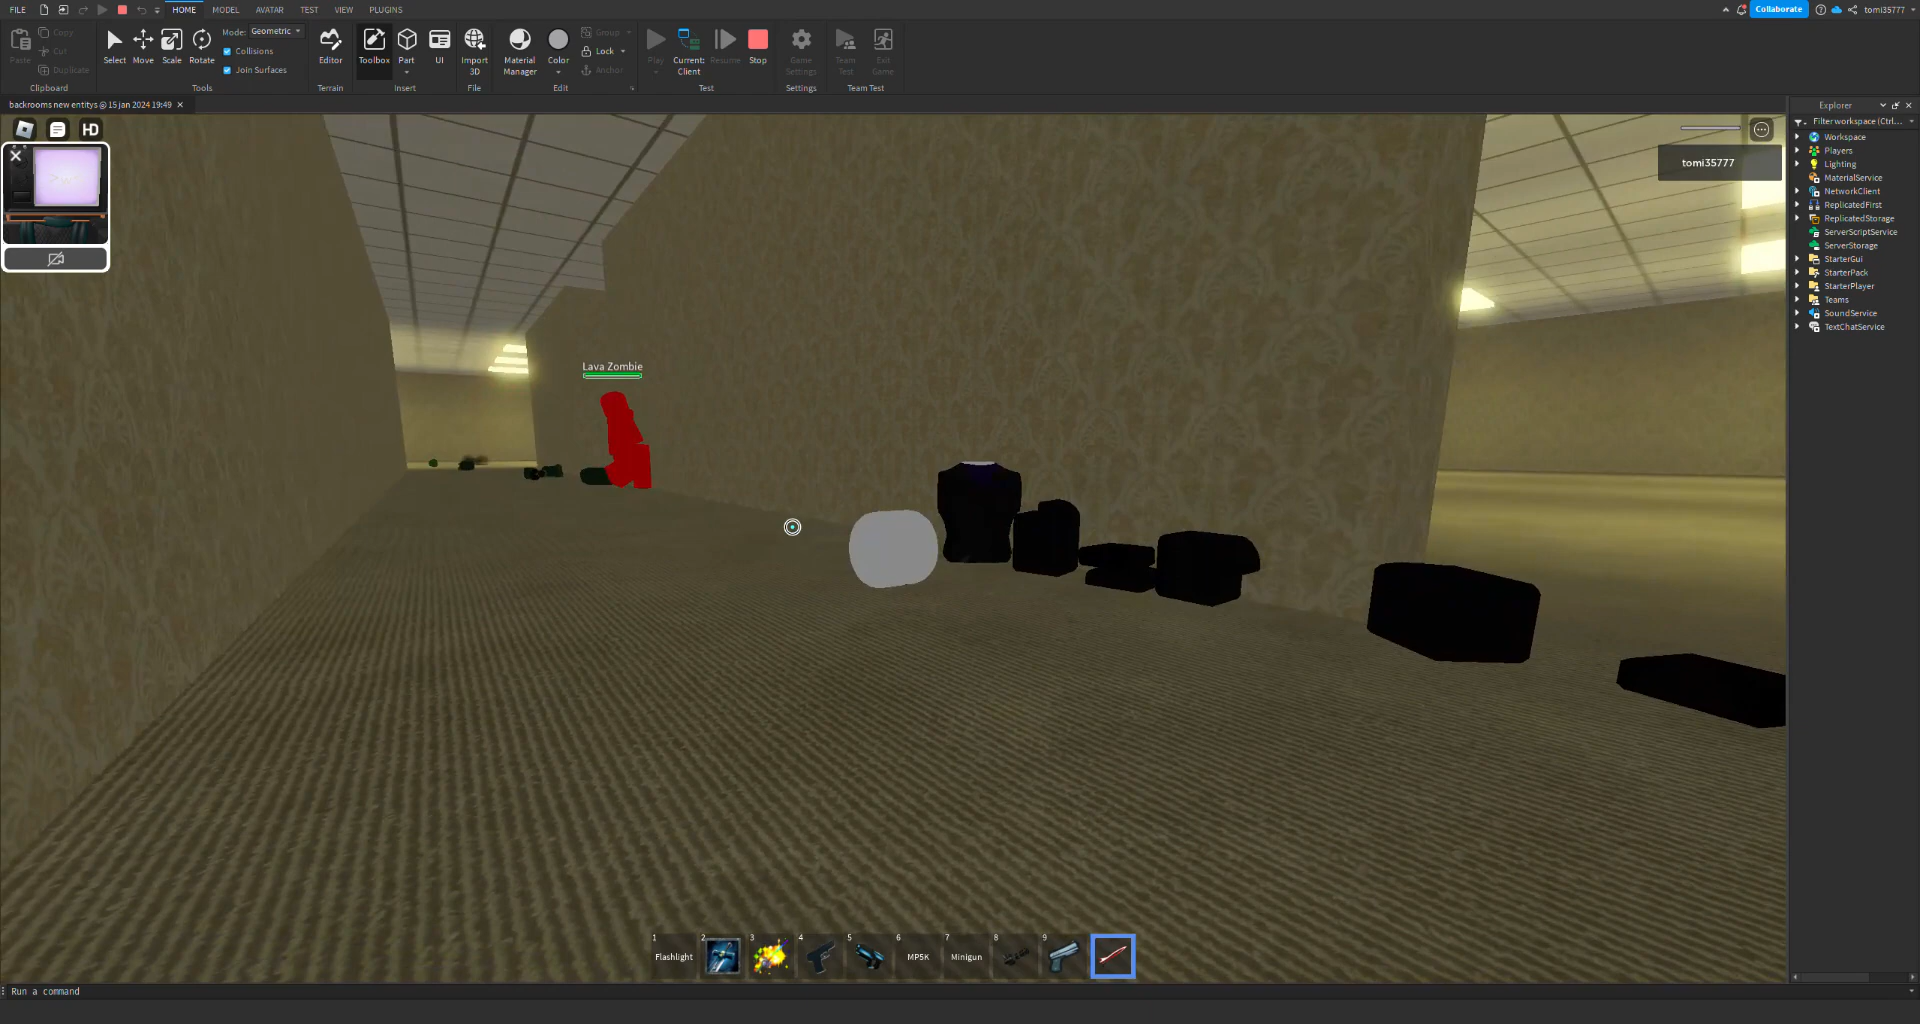 FILE HOME MODEL AVATAR TEST VIEW PLUGINS Collaborate tomi35777
Copy
Cut
Duplicate
Paste
Clipboard
Select Move Scale Rotate
Mode: Geometric
Collisions
Join Surfaces
Tools
Editor
Terrain
Toolbox Part UI
Insert
Import 3D
File
Material Manager
Color
Group
Lock
Anchor
Edit
Play
Current: Client
Resume
Stop
Test
Game Settings
Settings
Team Test
Exit Game
Team Test
backrooms new entitys @ 15 jan 2024 19:49
HD
tomi35777
Lava Zombie
Explorer
Filter workspace (Ctrl...
Workspace
Players
Lighting
MaterialService
NetworkClient
ReplicatedFirst
ReplicatedStorage
ServerScriptService
ServerStorage
StarterGui
StarterPack
StarterPlayer
Teams
SoundService
TextChatService
1 2 3 4 5 6 7 8 9
Flashlight MP5K Minigun
Run a command